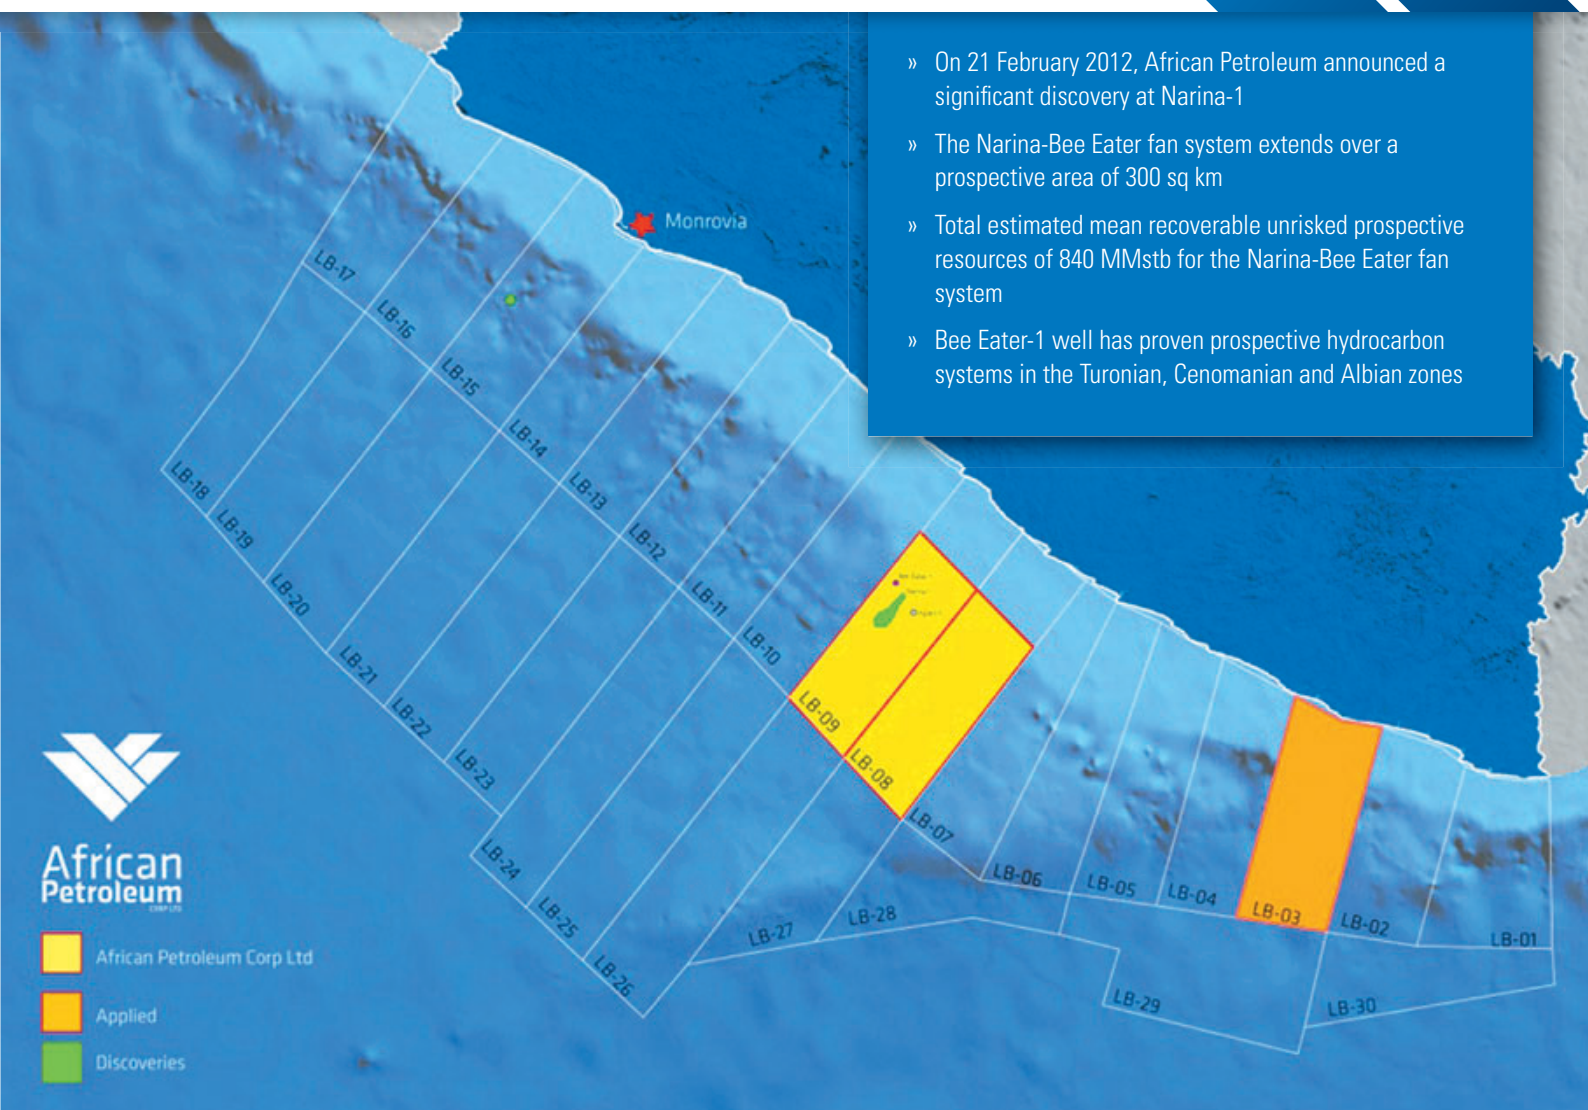 » On 21 February 2012, African Petroleum announced a
significant discovery at Narina-1
» The Narina-Bee Eater fan system extends over a
prospective area of 300 sq km
» Total estimated mean recoverable unrisked prospective
resources of 840 MMstb for the Narina-Bee Eater fan
system
» Bee Eater-1 well has proven prospective hydrocarbon
systems in the Turonian, Cenomanian and Albian zones
Monrovia
LB-17
LB-16
LB-15
LB-14
LB-13
LB-12
LB-11
LB-10
LB-09
LB-08
LB-07
LB-06
LB-05
LB-04
LB-03
LB-02
LB-01
LB-18
LB-19
LB-20
LB-21
LB-22
LB-23
LB-24
LB-25
LB-26
LB-27
LB-28
LB-29
LB-30
African
Petroleum
CORP LTD
African Petroleum Corp Ltd
Applied
Discoveries